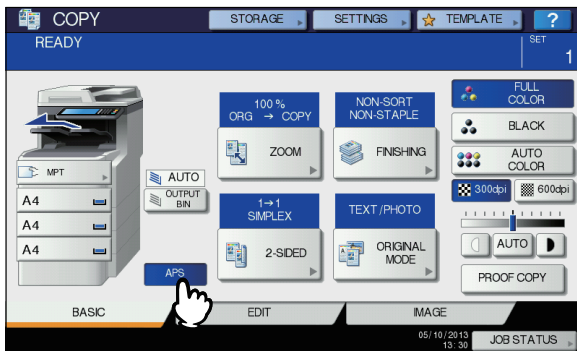 COPY
STORAGE
SETTINGS
TEMPLATE
?
READY
SET
1
100 %
ORG → COPY
ZOOM
NON-SORT
NON-STAPLE
FINISHING
FULL
COLOR
BLACK
AUTO
COLOR
300dpi
600dpi
MPT
A4
A4
A4
AUTO
OUTPUT
BIN
APS
1→1
SIMPLEX
2-SIDED
TEXT/PHOTO
ORIGINAL
MODE
AUTO
PROOF COPY
BASIC
EDIT
IMAGE
05/10/2013
13:30
JOB STATUS